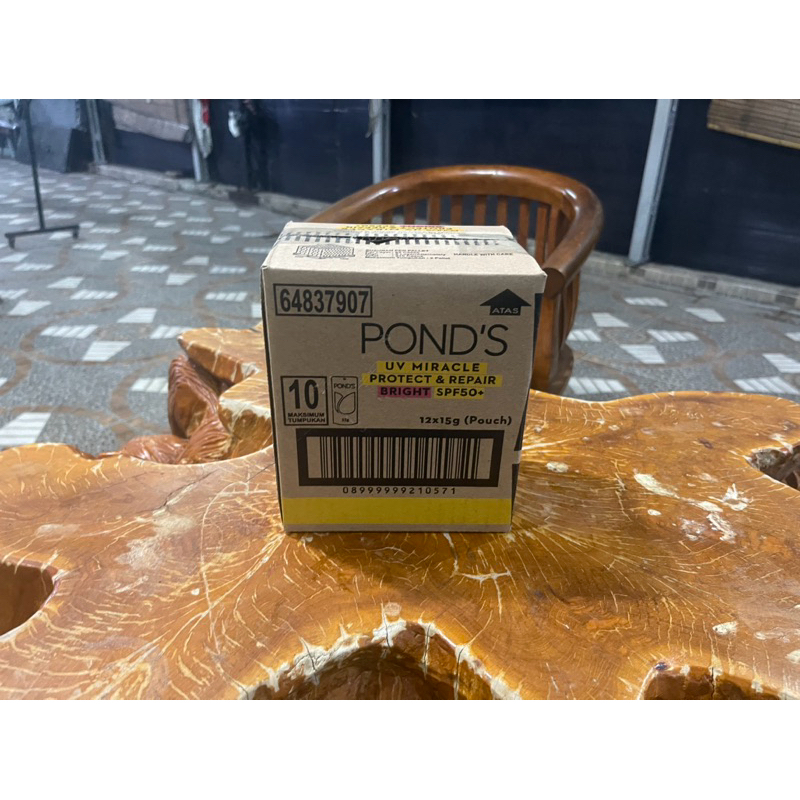 HANDLE WITH CARE
64837907
ATAS
POND'S
UV MIRACLE
PROTECT & REPAIR
BRIGHT SPF50+
10
MAKSIMUM
TUMPUKAN
POND'S
15g
12x15g (Pouch)
08999999210571